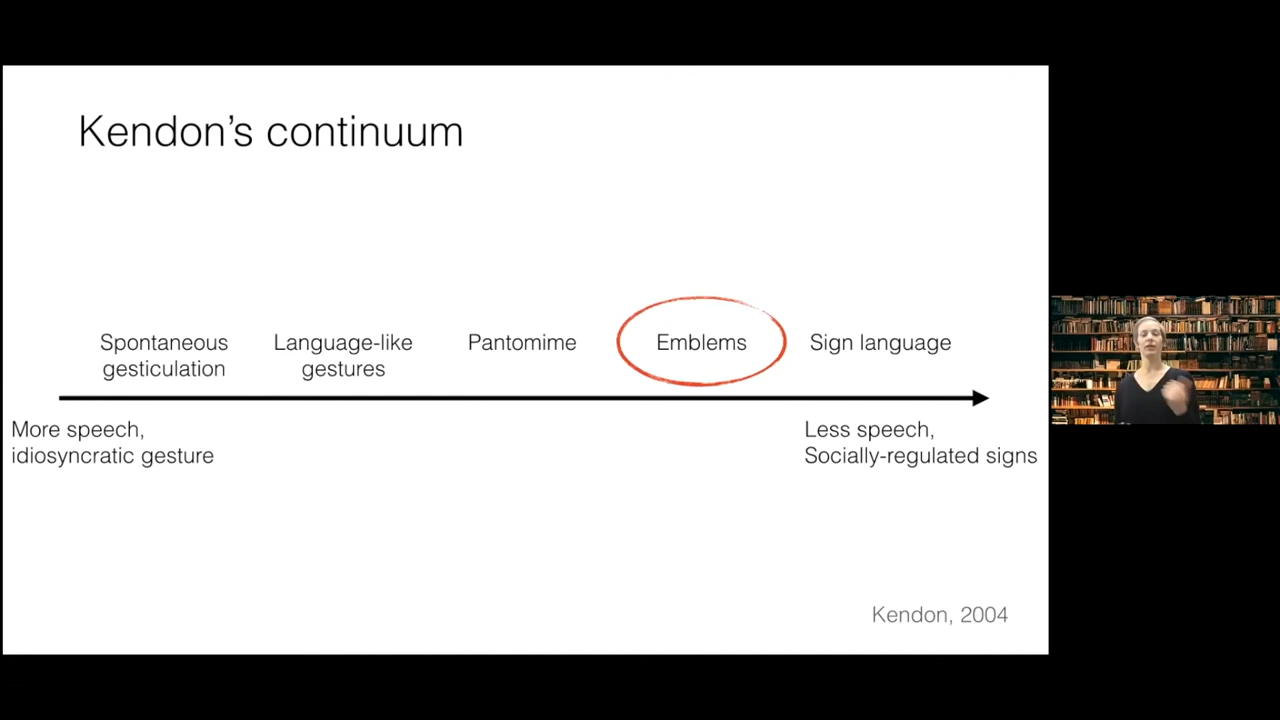 Kendon's continuum
Spontaneous
gesticulation
Language-like
gestures
Pantomime
Emblems
Sign language
More speech,
idiosyncratic gesture
Less speech,
Socially-regulated signs
Kendon, 2004